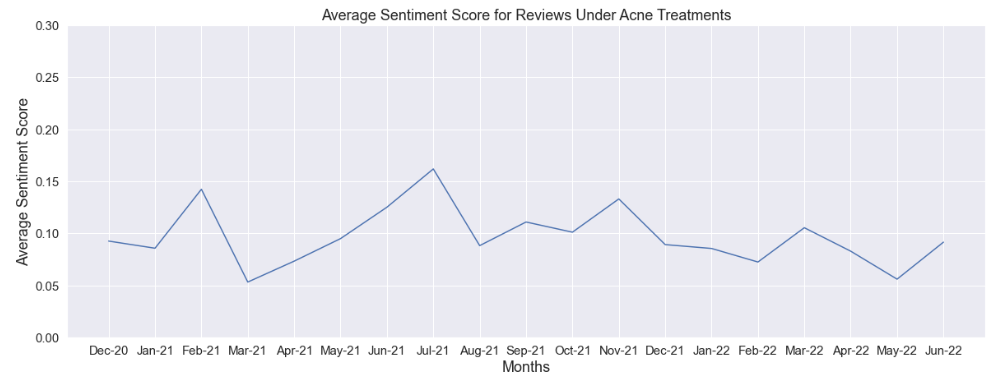 Average Sentiment Score for Reviews Under Acne Treatments
0.30
0.25
0.20
0.15
0.10
0.05
0.00
Average Sentiment Score
Dec-20 Jan-21 Feb-21 Mar-21 Apr-21 May-21 Jun-21 Jul-21 Aug-21 Sep-21 Oct-21 Nov-21 Dec-21 Jan-22 Feb-22 Mar-22 Apr-22 May-22 Jun-22
Months